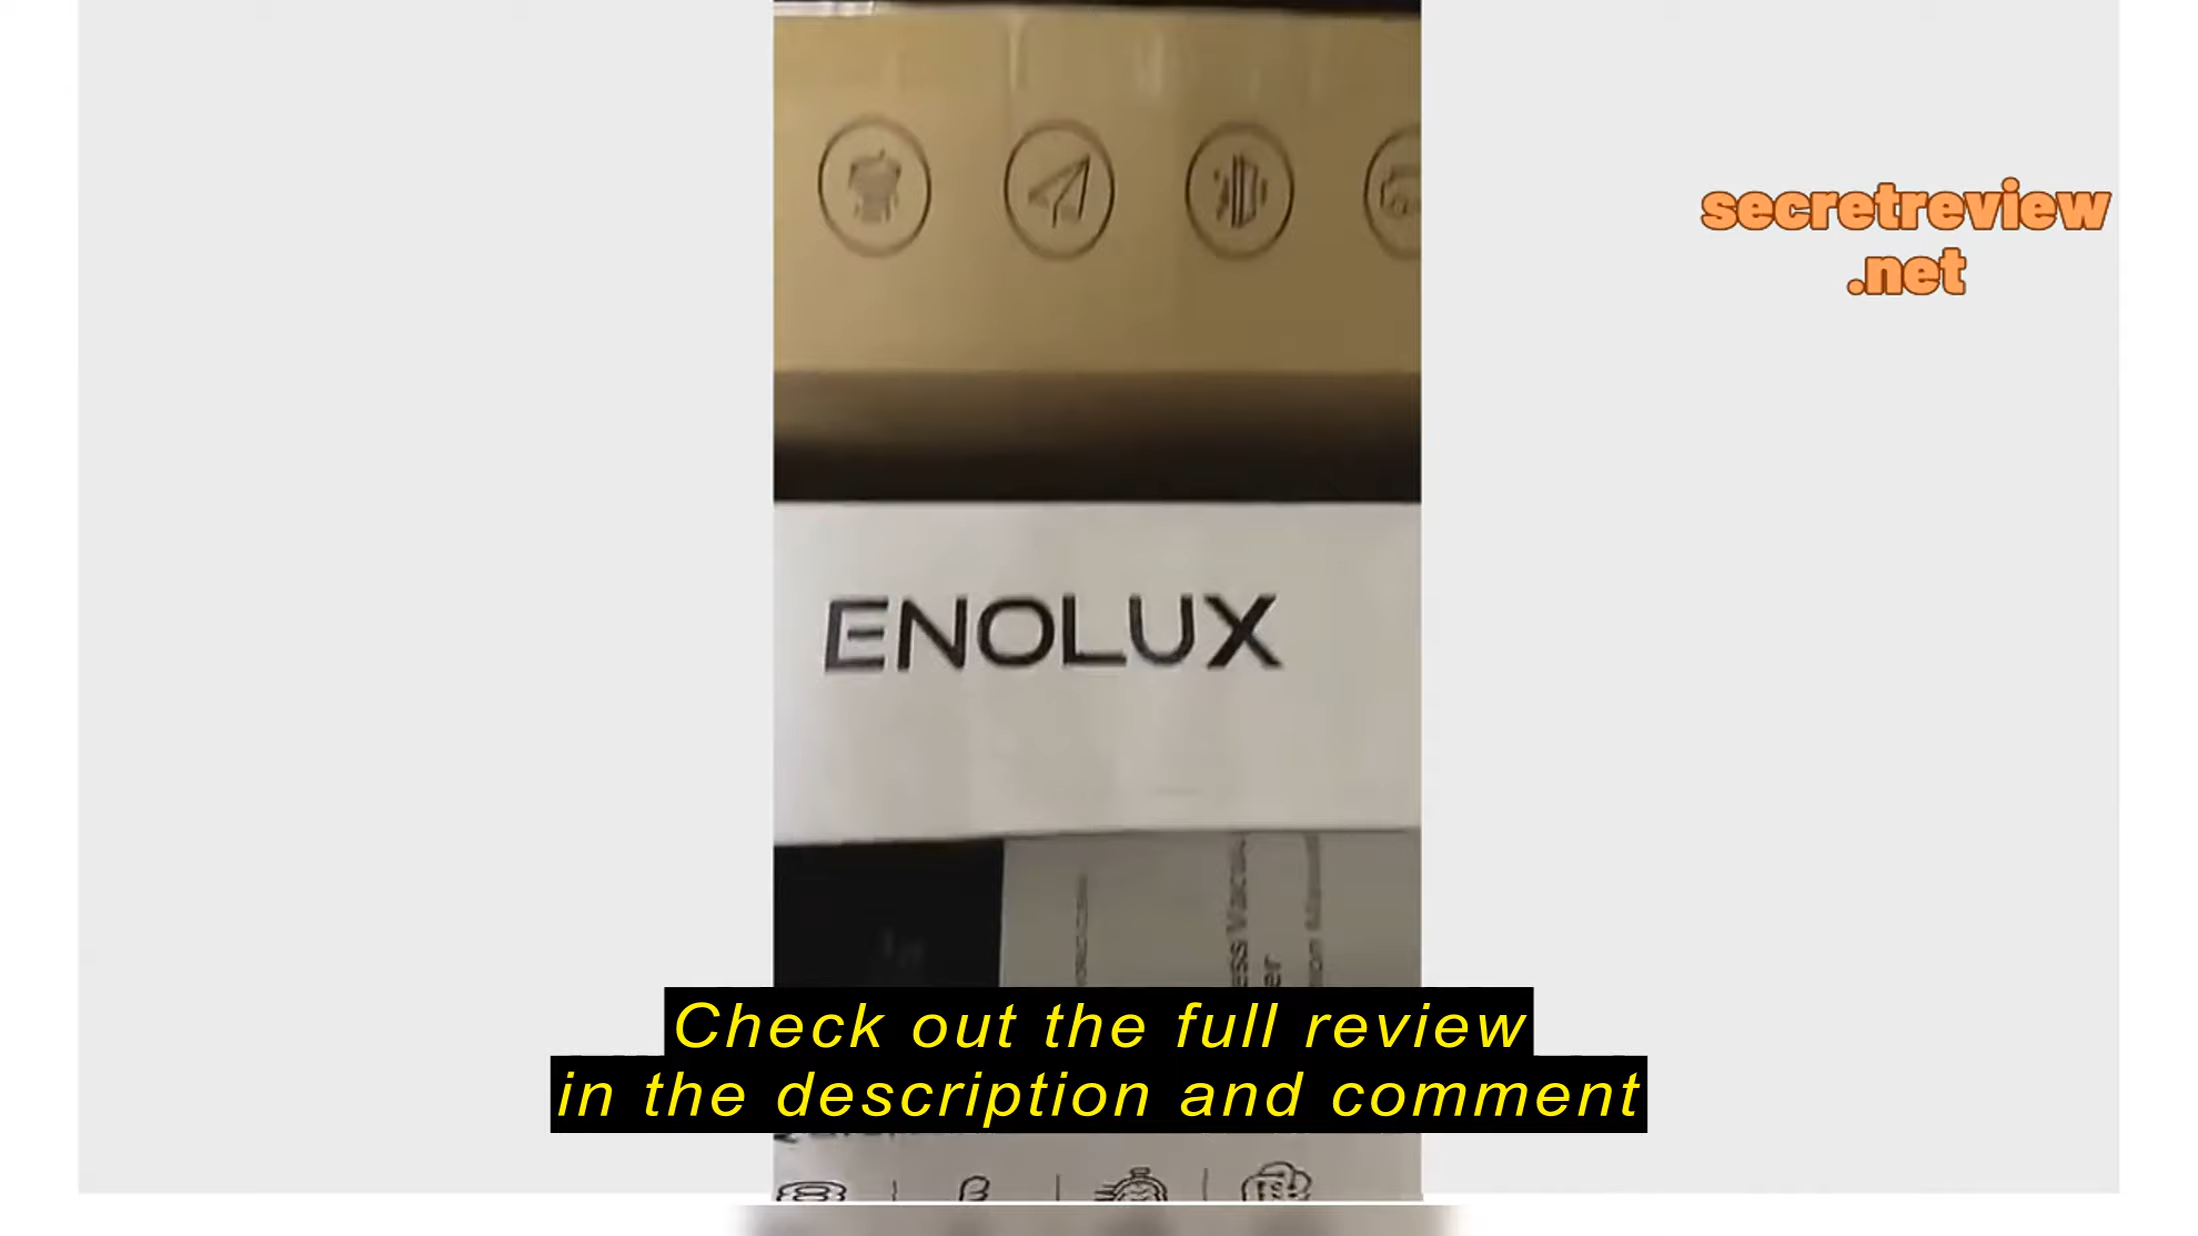 secretreview
.net
ENOLUX
Check out the full review
in the description and comment